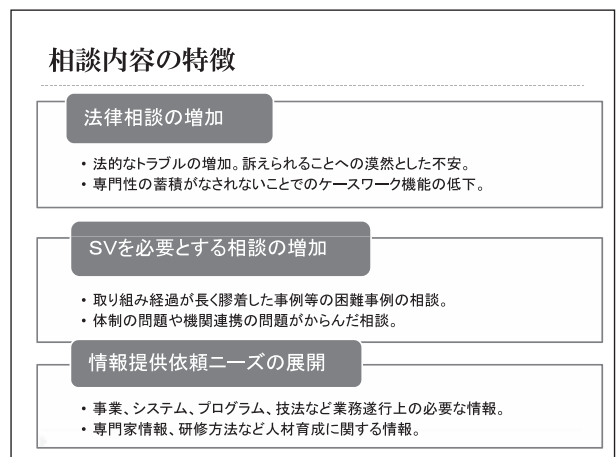 相談内容の特徴
法律相談の増加
・法的なトラブルの増加。訴えられることへの漠然とした不安。
・専門性の蓄積がなされないことでのケースワーク機能の低下。
SVを必要とする相談の増加
・取り組み経過が長く膠着した事例等の困難事例の相談。
・体制の問題や機関連携の問題がからんだ相談。
情報提供依頼ニーズの展開
・事業、システム、プログラム、技法など業務遂行上の必要な情報。
・専門家情報、研修方法など人材育成に関する情報。